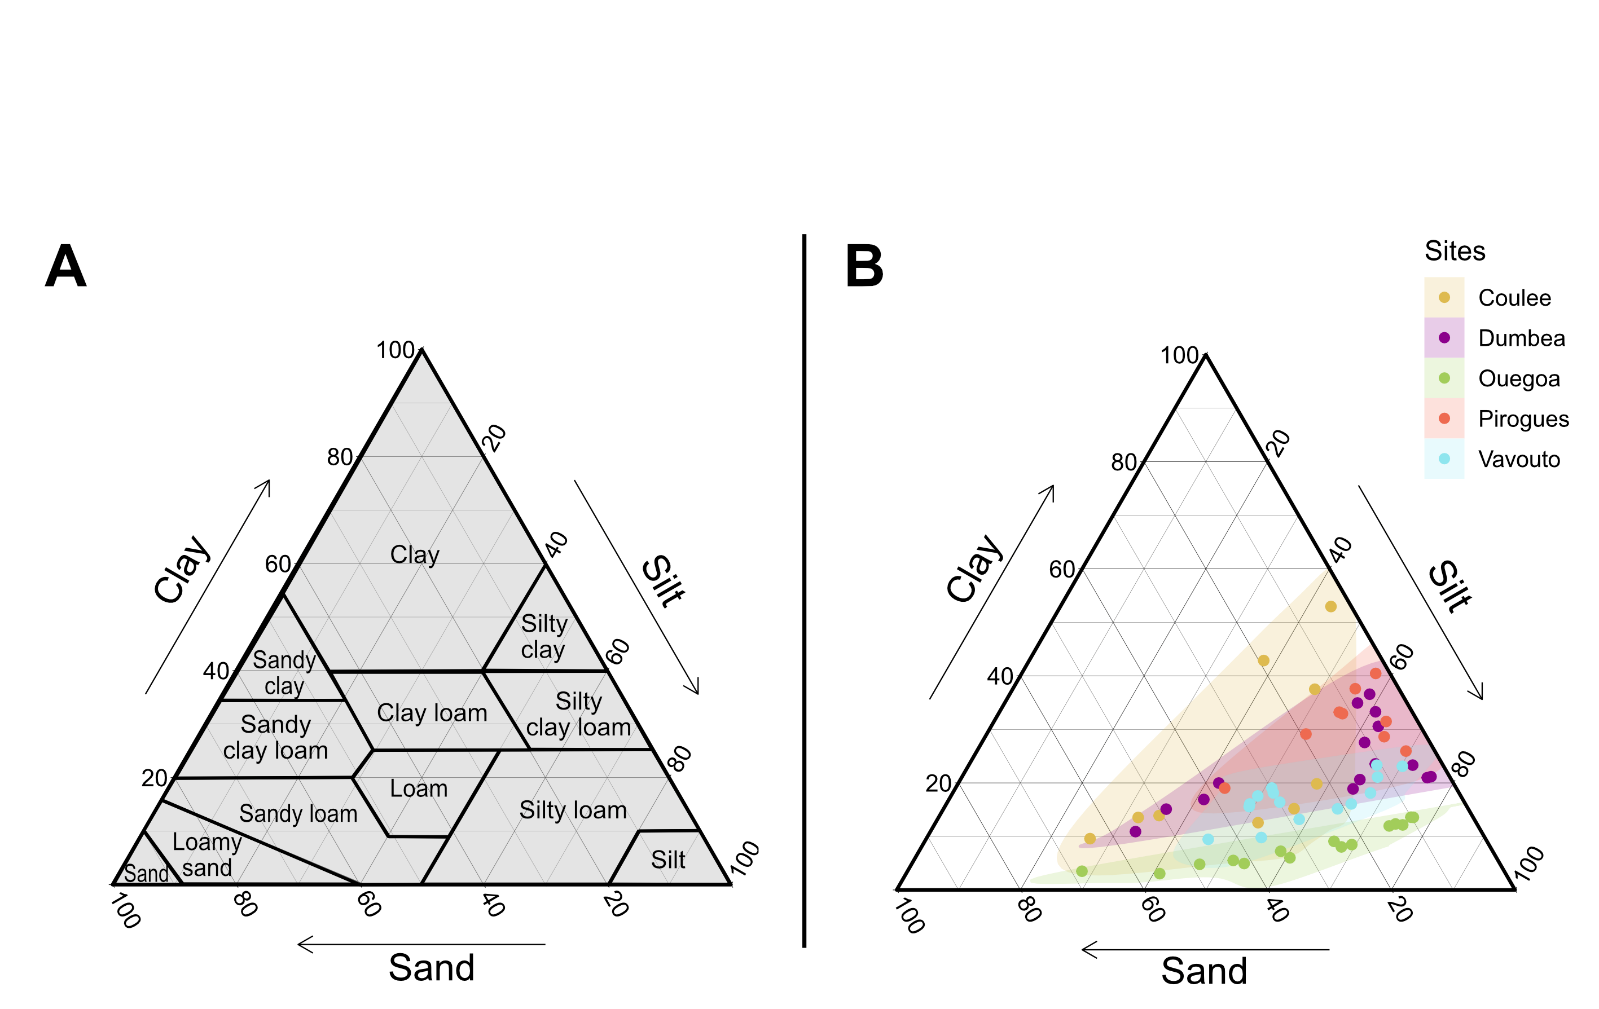 A
B
Sites
Coulee
Dumbea
Ouegoa
Pirogues
Vavouto
100
80
60
40
20
Clay
20
40
60
80
100
Silt
100
80
60
40
20
Sand
Clay
Silty
clay
Sandy
clay
Clay loam
Silty
clay loam
Sandy
clay loam
Loam
Silty loam
Sandy loam
Loamy
sand
Sand
Silt
100
80
60
40
20
Clay
20
40
60
80
100
Silt
100
80
60
40
20
Sand